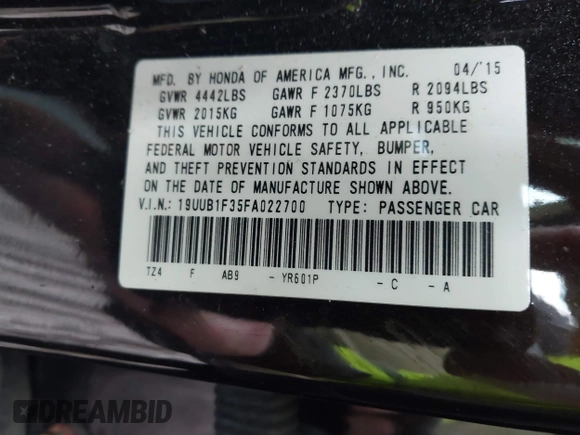 MFD. BY HONDA OF AMERICA MFG., INC. 04/'15
GVWR 4442LBS GAWR F 2370LBS R 2094LBS
GVWR 2015KG GAWR F 1075KG R 950KG
THIS VEHICLE CONFORMS TO ALL APPLICABLE
FEDERAL MOTOR VEHICLE SAFETY, BUMPER,
AND THEFT PREVENTION STANDARDS IN EFFECT
ON THE DATE OF MANUFACTURE SHOWN ABOVE.
V.I.N.: 19UUB1F35FA022700 TYPE: PASSENGER CAR
TZ4 F AB9 - YR601P - C - A
DREAMBID